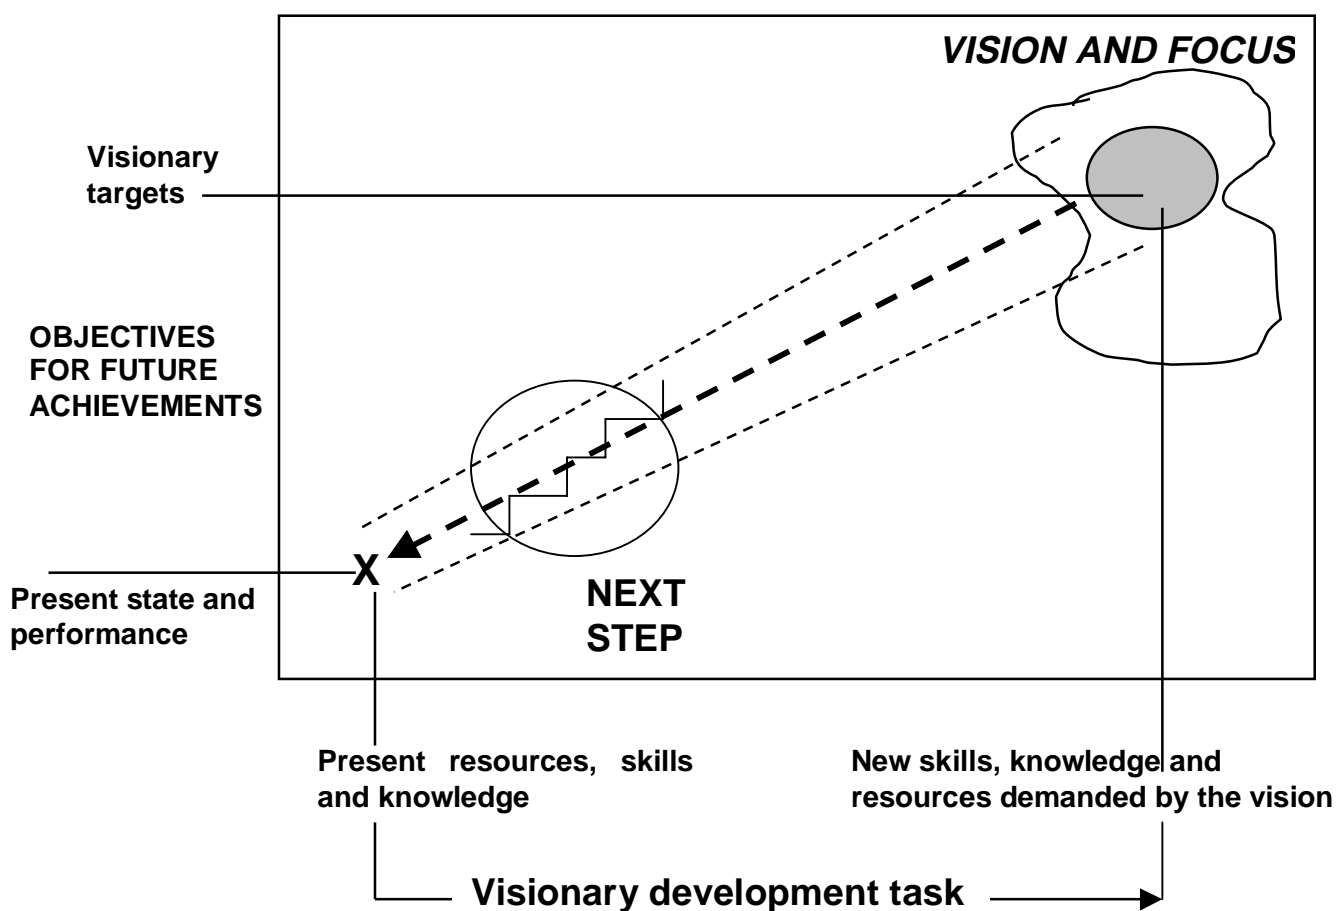 VISION AND FOCUS
Visionary
targets
OBJECTIVES
FOR FUTURE
ACHIEVEMENTS
X
NEXT
STEP
Present state and
performance
Present resources, skills
and knowledge
New skills, knowledge and
resources demanded by the vision
Visionary development task